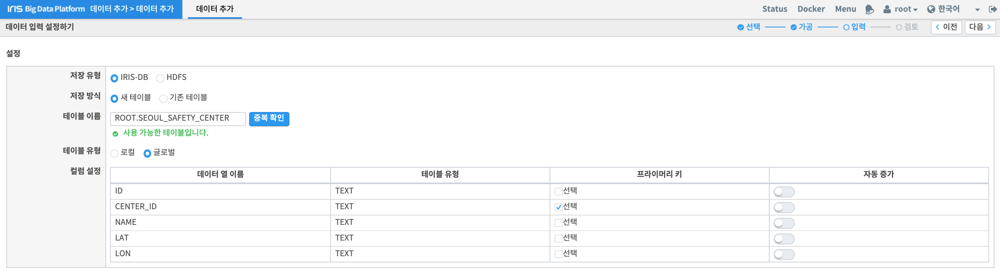 IRIS Big Data Platform 데이터 추가 > 데이터 추가 데이터 추가 Status Docker Menu root 한국어
데이터 입력 설정하기 선택 가공 입력 검토 이전 다음
설정
저장 유형 IRIS-DB HDFS
저장 방식 새 테이블 기존 테이블
테이블 이름 ROOT.SEOUL_SAFETY_CENTER 중복 확인
사용 가능한 테이블입니다.
테이블 유형 로컬 글로벌
컬럼 설정 데이터 열 이름 테이블 유형 프라이머리 키 자동 증가
ID TEXT 선택
CENTER_ID TEXT 선택
NAME TEXT 선택
LAT TEXT 선택
LON TEXT 선택